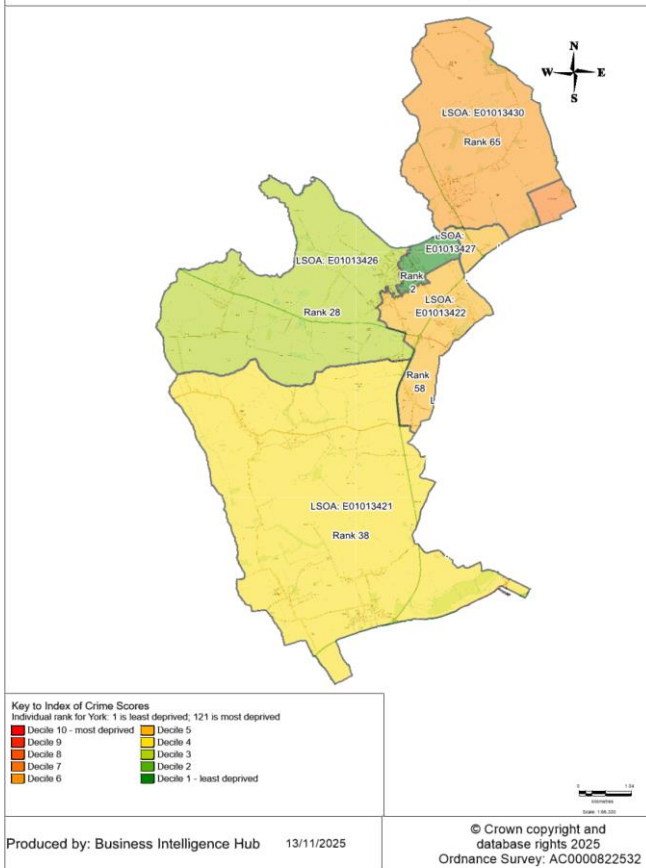 N
W E
S
LSOA: E01013430
Rank 65
LSOA:
E01013427
LSOA: E01013426
Rank
2
LSOA:
E01013422
Rank 28
Rank
58
L
LSOA: E01013421
Rank 38
Key to Index of Crime Scores
Individual rank for York: 1 is least deprived; 121 is most deprived
Decile 10 - most deprived
Decile 9
Decile 8
Decile 7
Decile 6
Decile 5
Decile 4
Decile 3
Decile 2
Decile 1 - least deprived
kilometres
Produced by: Business Intelligence Hub 13/11/2025
© Crown copyright and
database rights 2025
Ordnance Survey: AC0000822532